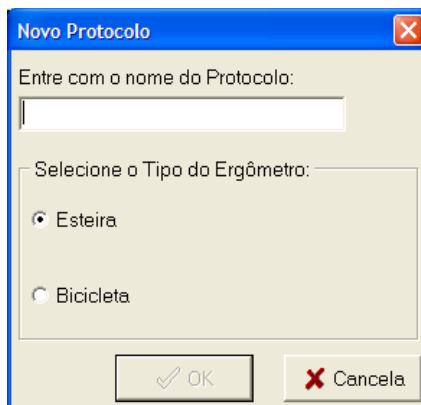 Novo Protocolo
Entre com o nome do Protocolo:
Selecione o Tipo do Ergômetro:
Esteira
Bicicleta
OK Cancela